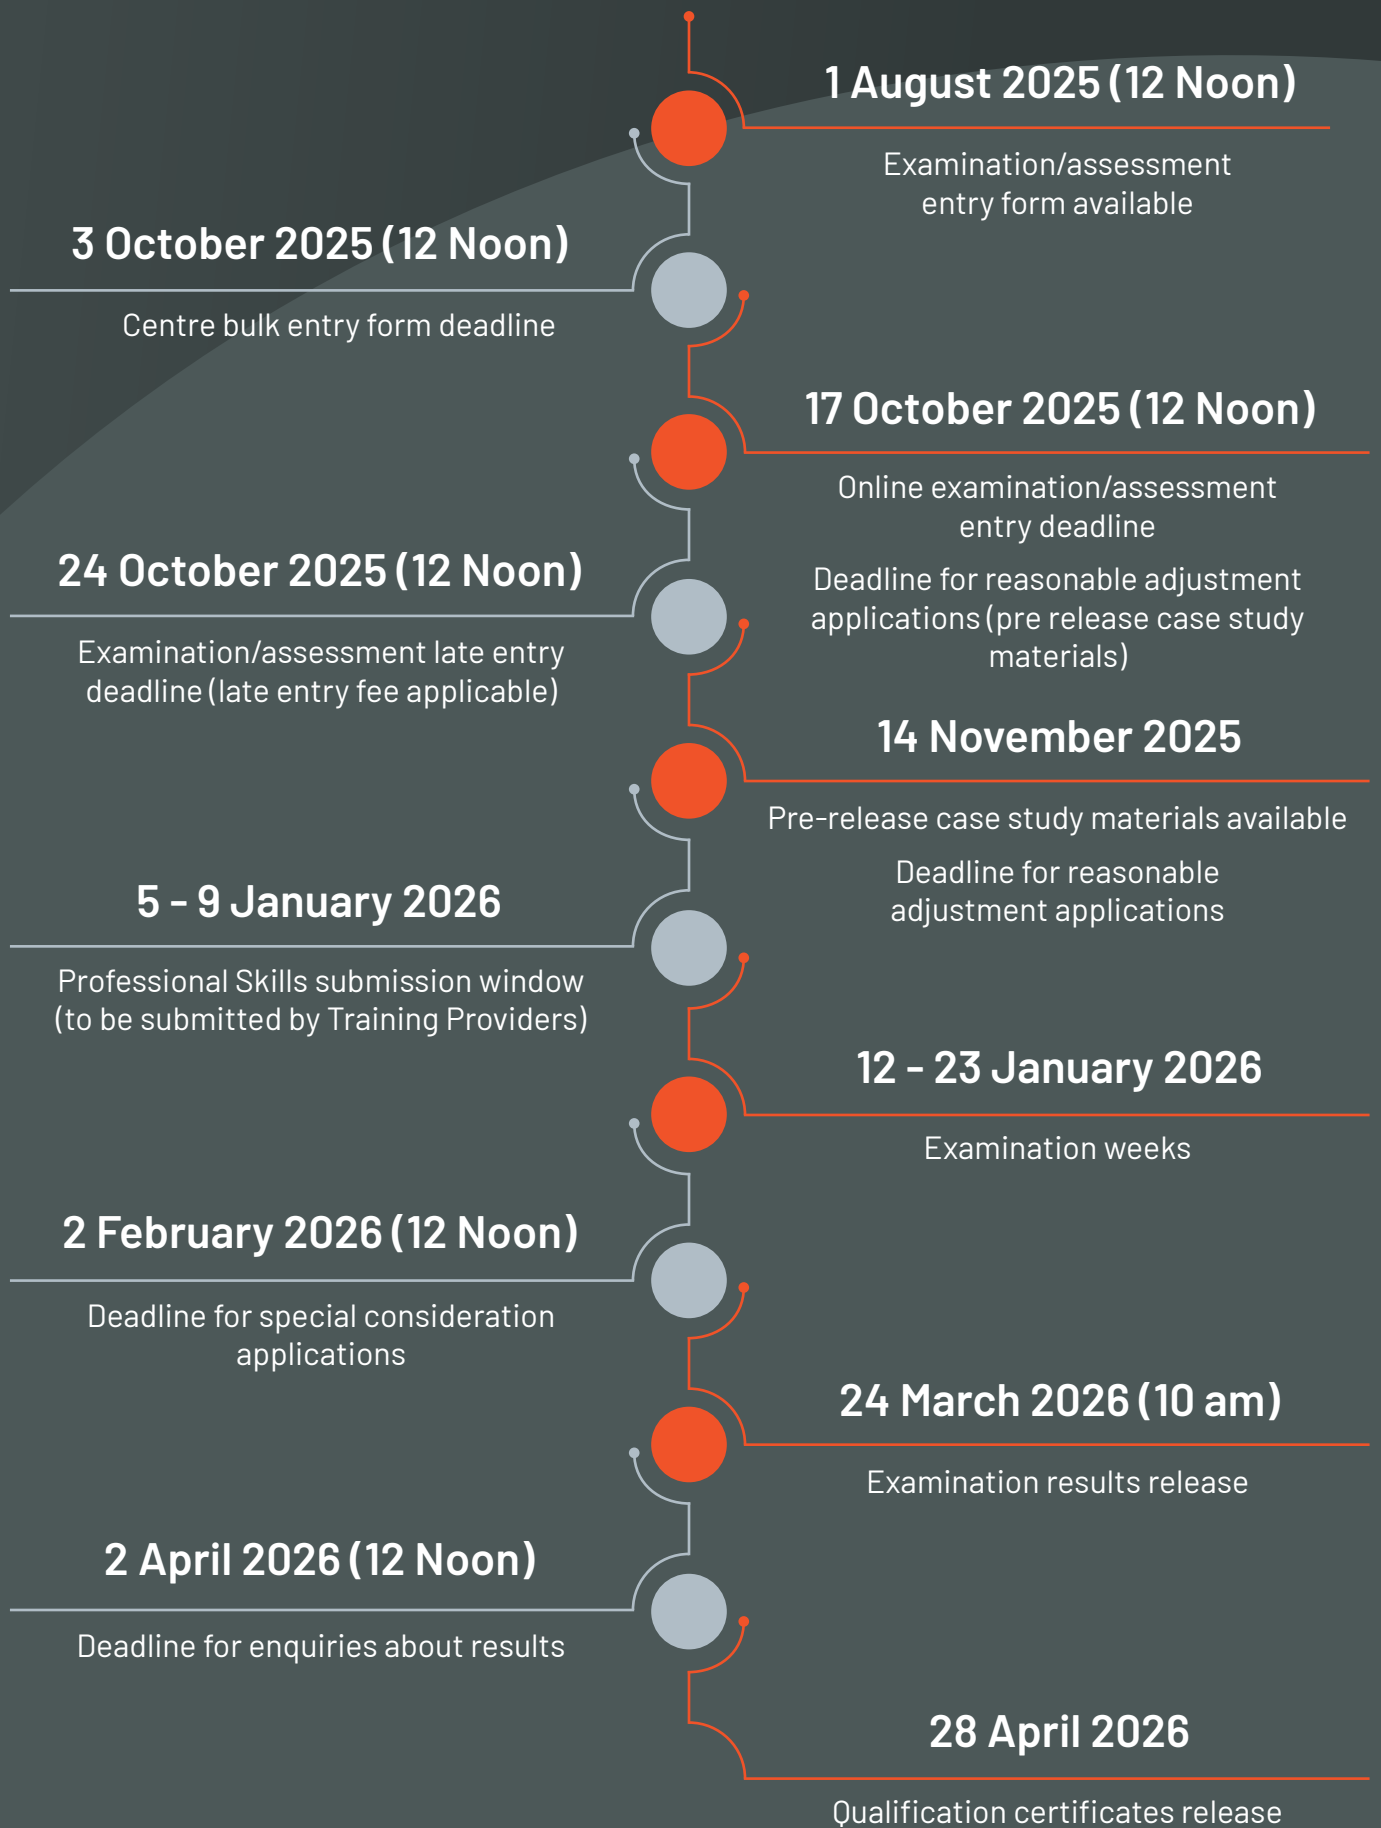 1 August 2025 (12 Noon)
Examination/assessment
entry form available
3 October 2025 (12 Noon)
Centre bulk entry form deadline
17 October 2025 (12 Noon)
Online examination/assessment
entry deadline
Deadline for reasonable adjustment
applications (pre release case study
materials)
24 October 2025 (12 Noon)
Examination/assessment late entry
deadline (late entry fee applicable)
14 November 2025
Pre-release case study materials available
Deadline for reasonable
adjustment applications
5 - 9 January 2026
Professional Skills submission window
(to be submitted by Training Providers)
12 - 23 January 2026
Examination weeks
2 February 2026 (12 Noon)
Deadline for special consideration
applications
24 March 2026 (10 am)
Examination results release
2 April 2026 (12 Noon)
Deadline for enquiries about results
28 April 2026
Qualification certificates release